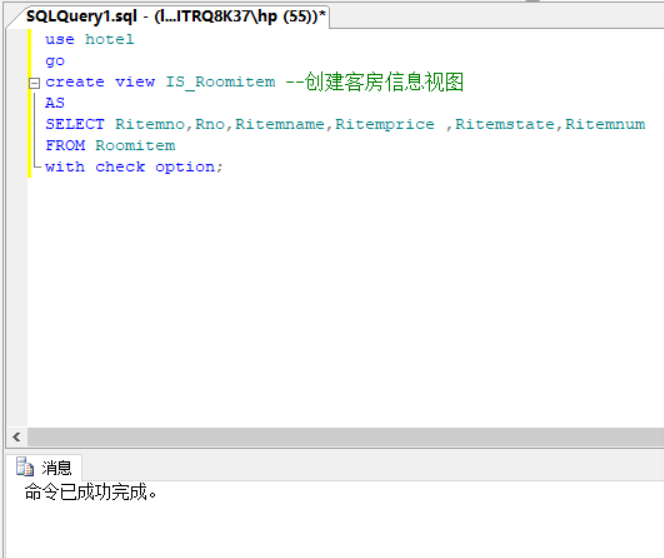 SQLQuery1.sql - (l...ITRQ8K37\hp (55))*
use hotel
go
create view IS_Roomitem --创建客房信息视图
AS
SELECT Ritemno,Rno,Ritemname,Ritemprice ,Ritemstate,Ritemnum
FROM Roomitem
with check option;
消息
命令已成功完成。